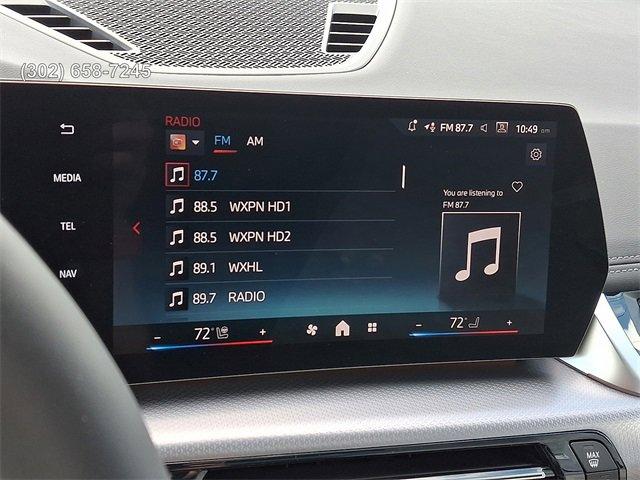 (302) 658-7245
RADIO
FM 87.7 10:49 am
FM AM
MEDIA
87.7
You are listening to
FM 87.7
88.5 WXPN HD1
TEL
88.5 WXPN HD2
NAV
89.1 WXHL
89.7 RADIO
- 72° + - 72° +
MAX